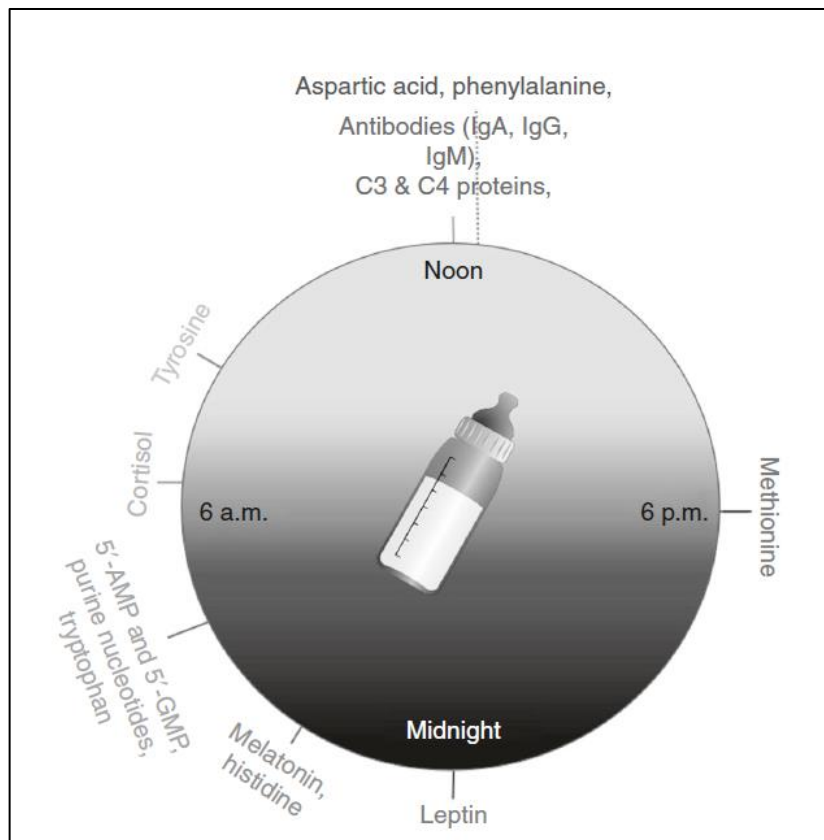 Aspartic acid, phenylalanine,
Antibodies (IgA, IgG,
IgM),
C3 & C4 proteins,
Noon
Tyrosine
Cortisol
6 a.m.
6 p.m.
Methionine
5′-AMP and 5′-GMP,
purine nucleotides,
tryptophan
Melatonin,
histidine
Midnight
Leptin